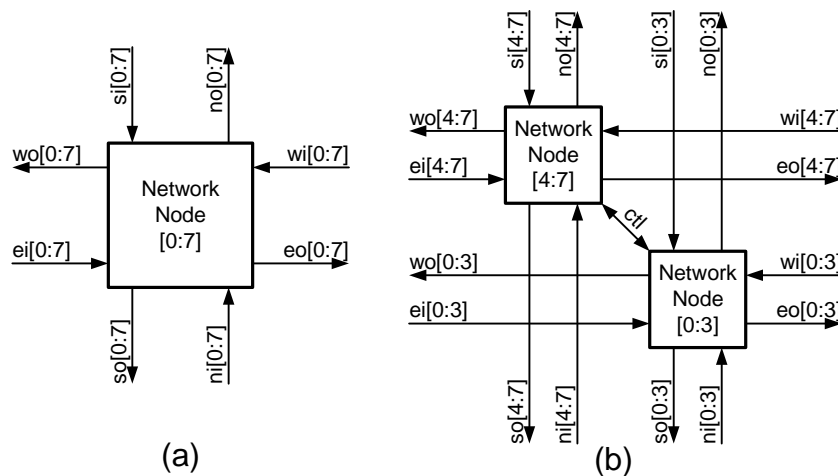 si[0:7]
no[0:7]
wo[0:7]
wi[0:7]
Network
Node
[0:7]
ei[0:7]
eo[0:7]
so[0:7]
ni[0:7]
(a)
si[4:7]
no[4:7]
si[0:3]
no[0:3]
wo[4:7]
wi[4:7]
Network
Node
[4:7]
ei[4:7]
eo[4:7]
ctl
wo[0:3]
wi[0:3]
Network
Node
[0:3]
ei[0:3]
eo[0:3]
so[4:7]
ni[4:7]
so[0:3]
ni[0:3]
(b)